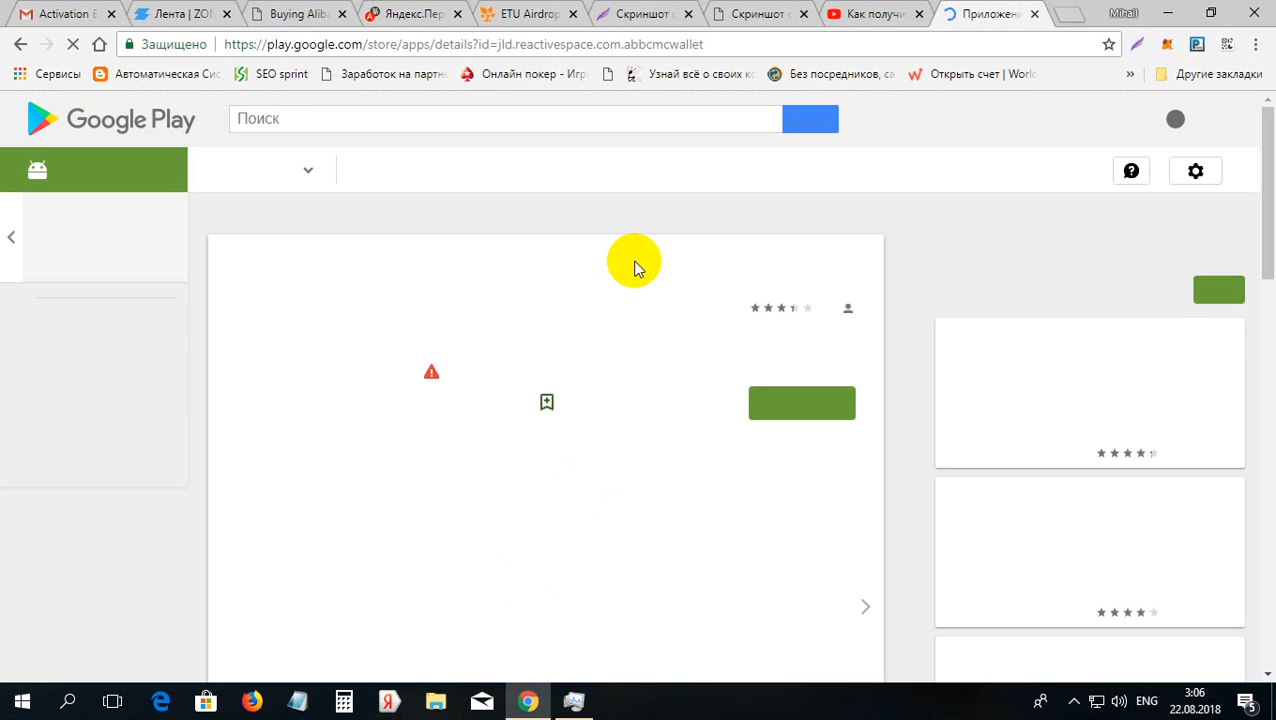 Activation E
Лента | ZON
Buying Alib
Яндекс.Пер
ETU Airdrop
Скриншот с
Скриншот с
Как получи
Приложени
Mihail
Защищено
https://play.google.com/store/apps/details?id=jld.reactivespace.com.abbcmcwallet
Сервисы
Автоматическая Сис
SEO sprint
Заработок на партн
Онлайн покер - Игр
Узнай всё о своих к
Без посредников, са
Открыть счет | World
Другие закладки
Google Play
Поиск
ENG
3:06
22.08.2018
5